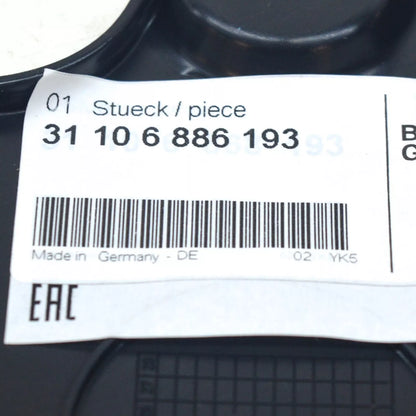 01 Stueck / piece
31 10 6 886 193
B
G
Made in Germany - DE 02 YK5
EAC